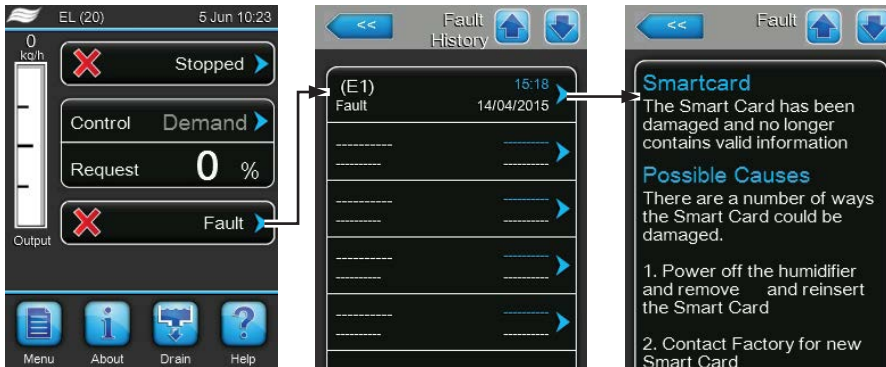 EL (20) 5 Jun 10:23
0
kg/h
Stopped
Control Demand
Request 0 %
Fault
Output
Menu About Drain Help
<< Fault
History
(E1) 15:18
Fault 14/04/2015
---------- ----------
---------- ----------
---------- ----------
---------- ----------
---------- ----------
---------- ----------
---------- ----------
---------- ----------
<< Fault
Smartcard
The Smart Card has been
damaged and no longer
contains valid information
Possible Causes
There are a number of ways
the Smart Card could be
damaged.
1. Power off the humidifier
and remove and reinsert
the Smart Card
2. Contact Factory for new
Smart Card